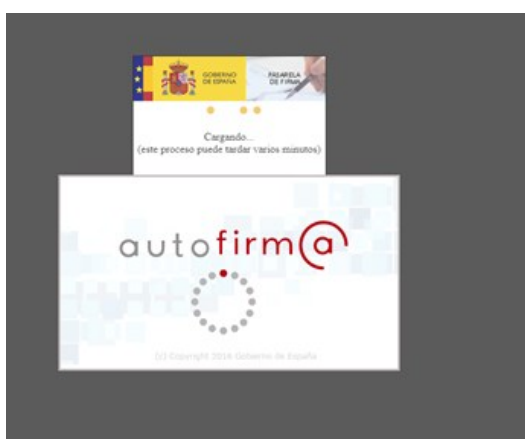 GOBIERNO
DE ESPAÑA
PASARELA
DE FIRMA
Cargando...
(este proceso puede tardar varios minutos)
autofirm@
(c) Copyright 2016 Gobierno de España